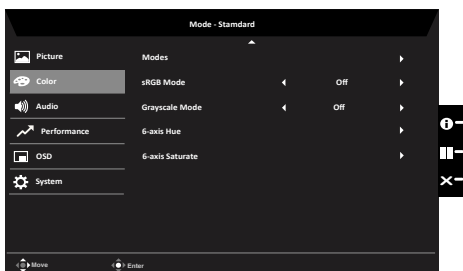 Mode - Stamdard
Picture
Modes
Color
sRGB Mode
Off
Audio
Grayscale Mode
Off
Performance
6-axis Hue
OSD
6-axis Saturate
System
Move
Enter